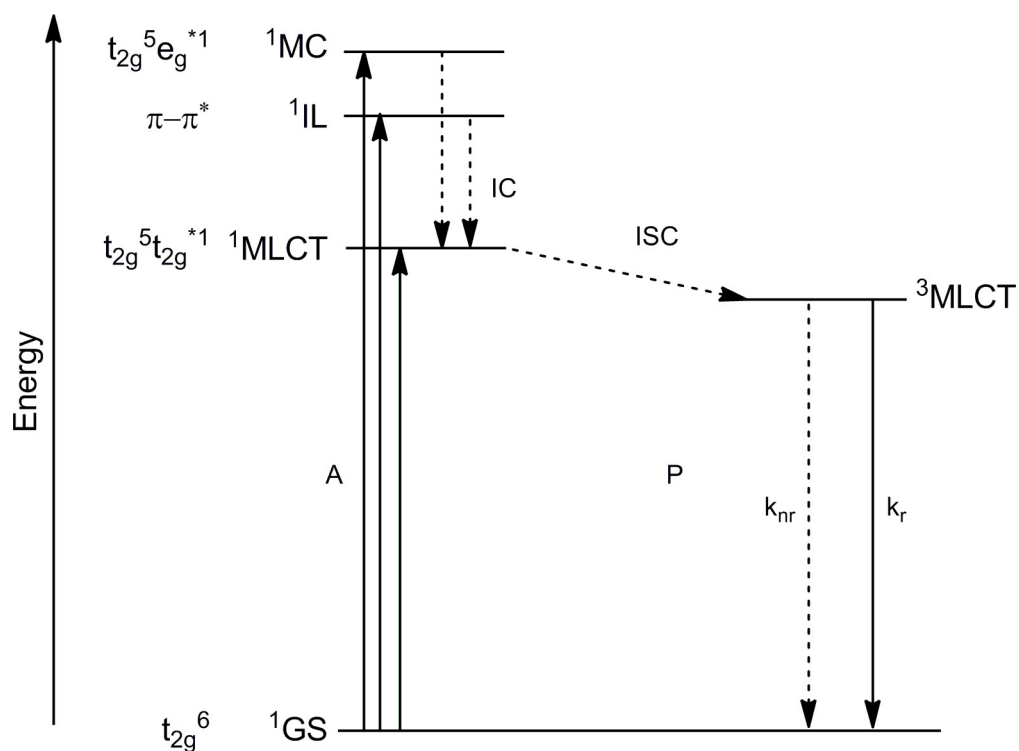 t₂g⁵eg*¹ ¹MC
π–π* ¹IL
IC
t₂g⁵t₂g*¹ ¹MLCT
ISC
³MLCT
Energy
A
P
knr
kr
t₂g⁶ ¹GS